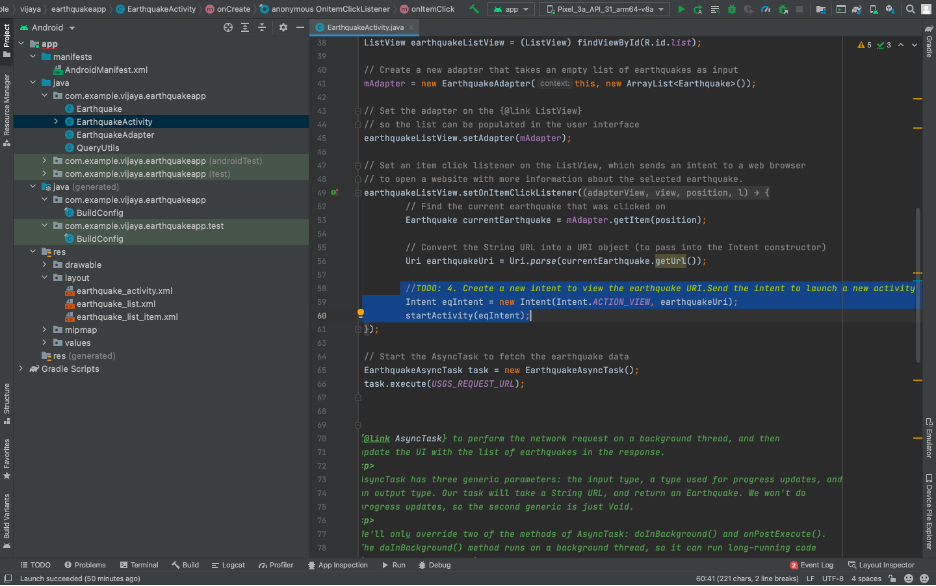 ple
vijaya
earthquakeapp
EarthquakeActivity
onCreate
anonymous OnItemClickListener
onItemClick
app
Pixel_3a_API_31_arm64-v8a
Android
EarthquakeActivity.java
Project
Resource Manager
Structure
Favorites
Build Variants
app
manifests
AndroidManifest.xml
java
com.example.vijaya.earthquakeapp
Earthquake
EarthquakeActivity
EarthquakeAdapter
QueryUtils
com.example.vijaya.earthquakeapp (androidTest)
com.example.vijaya.earthquakeapp (test)
java (generated)
com.example.vijaya.earthquakeapp
BuildConfig
com.example.vijaya.earthquakeapp.test
BuildConfig
res
drawable
layout
earthquake_activity.xml
earthquake_list.xml
earthquake_list_item.xml
mipmap
values
res (generated)
Gradle Scripts
5 3
38 ListView earthquakeListView = (ListView) findViewById(R.id.list);
39
40 // Create a new adapter that takes an empty list of earthquakes as input
41 mAdapter = new EarthquakeAdapter( context: this, new ArrayList<Earthquake>());
42
43 // Set the adapter on the {@link ListView}
44 // so the list can be populated in the user interface
45 earthquakeListView.setAdapter(mAdapter);
46
47 // Set an item click listener on the ListView, which sends an intent to a web browser
48 // to open a website with more information about the selected earthquake.
49 earthquakeListView.setOnItemClickListener((adapterView, view, position, l) → {
52 // Find the current earthquake that was clicked on
53 Earthquake currentEarthquake = mAdapter.getItem(position);
54
55 // Convert the String URL into a URI object (to pass into the Intent constructor)
56 Uri earthquakeUri = Uri.parse(currentEarthquake.getUrl());
57
58 //TODO: 4. Create a new intent to view the earthquake URI.Send the intent to launch a new activity
59 Intent eqIntent = new Intent(Intent.ACTION_VIEW, earthquakeUri);
60 startActivity(eqIntent);
61 });
63
64 // Start the AsyncTask to fetch the earthquake data
65 EarthquakeAsyncTask task = new EarthquakeAsyncTask();
66 task.execute(USGS_REQUEST_URL);
67
68
69
70 {@link AsyncTask} to perform the network request on a background thread, and then
71 update the UI with the list of earthquakes in the response.
72 <p>
73 AsyncTask has three generic parameters: the input type, a type used for progress updates, and
74 an output type. Our task will take a String URL, and return an Earthquake. We won't do
75 progress updates, so the second generic is just Void.
76 <p>
77 We'll only override two of the methods of AsyncTask: doInBackground() and onPostExecute().
78 The doInBackground() method runs on a background thread, so it can run long-running code
Gradle
Emulator
Device File Explorer
TODO
Problems
Terminal
Build
Logcat
Profiler
App Inspection
Run
Debug
2 Event Log
Layout Inspector
Launch succeeded (50 minutes ago)
60:41 (221 chars, 2 line breaks) LF UTF-8 4 spaces